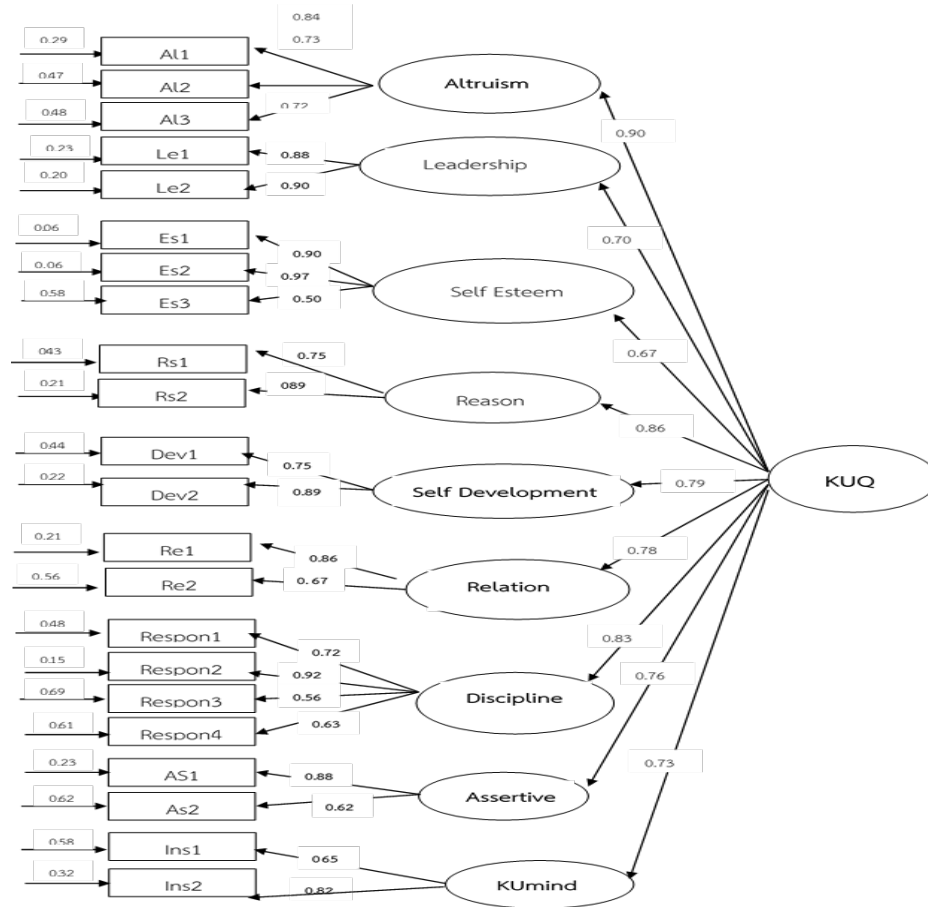 0.84
0.29 Al1 0.73
0.47 Al2 Altruism
0.48 Al3 0.72
0.90
0.23 Le1 0.88 Leadership
0.20 Le2 0.90
0.70
0.06 Es1 0.90
0.06 Es2 0.97 Self Esteem
0.58 Es3 0.50
0.67
0.43 Rs1 0.75
0.21 Rs2 089 Reason
0.86
0.44 Dev1 0.75
0.22 Dev2 0.89 Self Development 0.79 KUQ
0.21 Re1 0.86 0.78
0.56 Re2 0.67 Relation
0.48 Respon1 0.72 0.83
0.15 Respon2 0.92 0.76
0.69 Respon3 0.56 Discipline
0.61 Respon4 0.63
0.23 AS1 0.88 0.73
0.62 As2 0.62 Assertive
0.58 Ins1 065
0.32 Ins2 0.82 KUmind